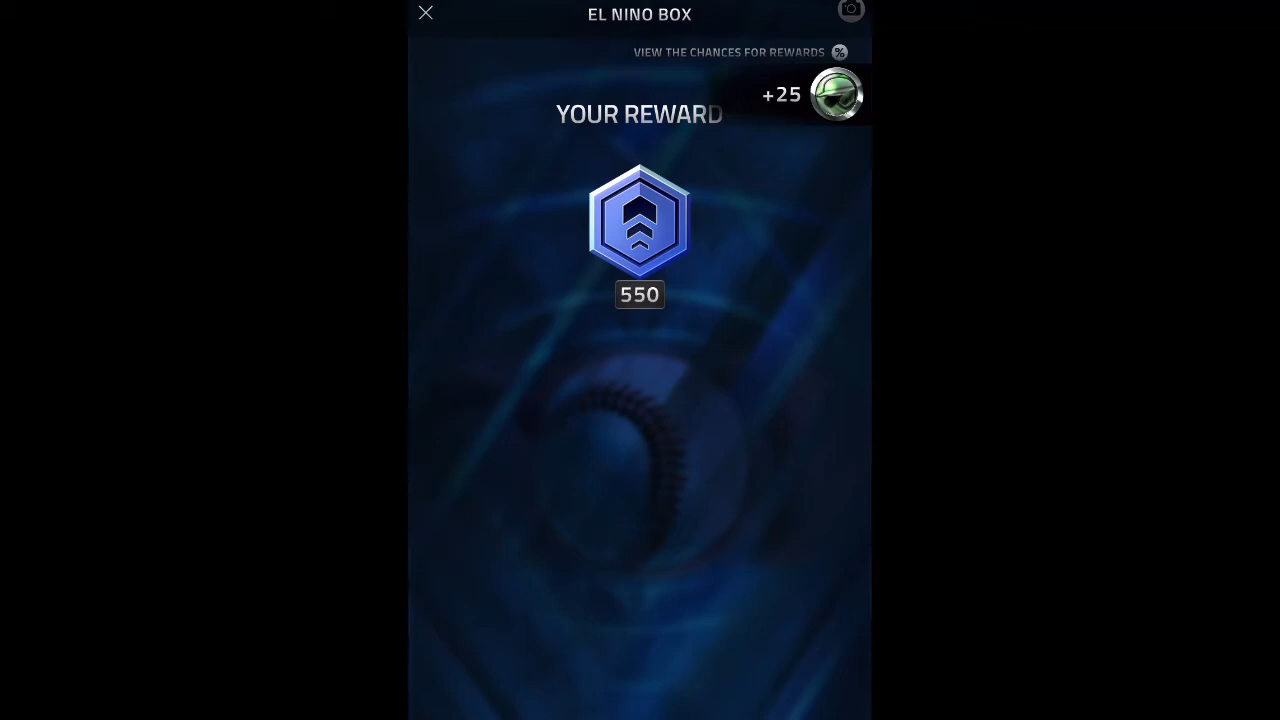 EL NINO BOX
VIEW THE CHANCES FOR REWARDS %
+25
YOUR REWARD
550